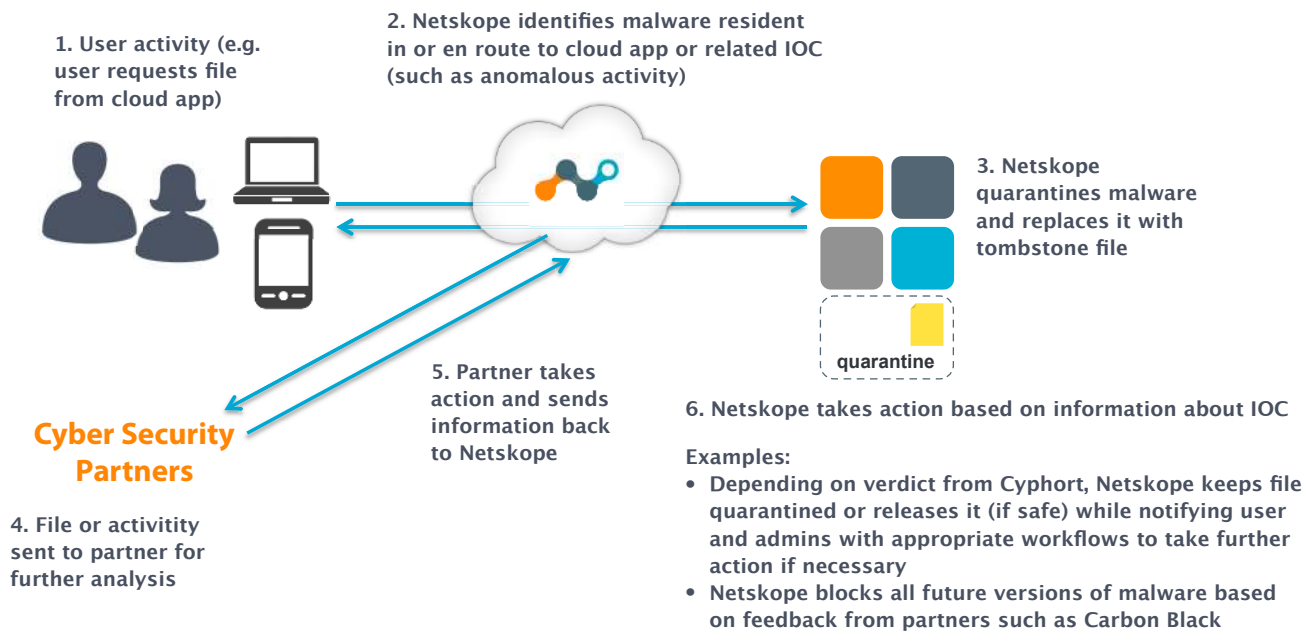 1. User activity (e.g.
user requests file
from cloud app)
2. Netskope identifies malware resident
in or en route to cloud app or related IOC
(such as anomalous activity)
3. Netskope
quarantines malware
and replaces it with
tombstone file
quarantine
Cyber Security
Partners
4. File or activitity
sent to partner for
further analysis
5. Partner takes
action and sends
information back
to Netskope
6. Netskope takes action based on information about IOC
Examples:
• Depending on verdict from Cyphort, Netskope keeps file
quarantined or releases it (if safe) while notifying user
and admins with appropriate workflows to take further
action if necessary
• Netskope blocks all future versions of malware based
on feedback from partners such as Carbon Black